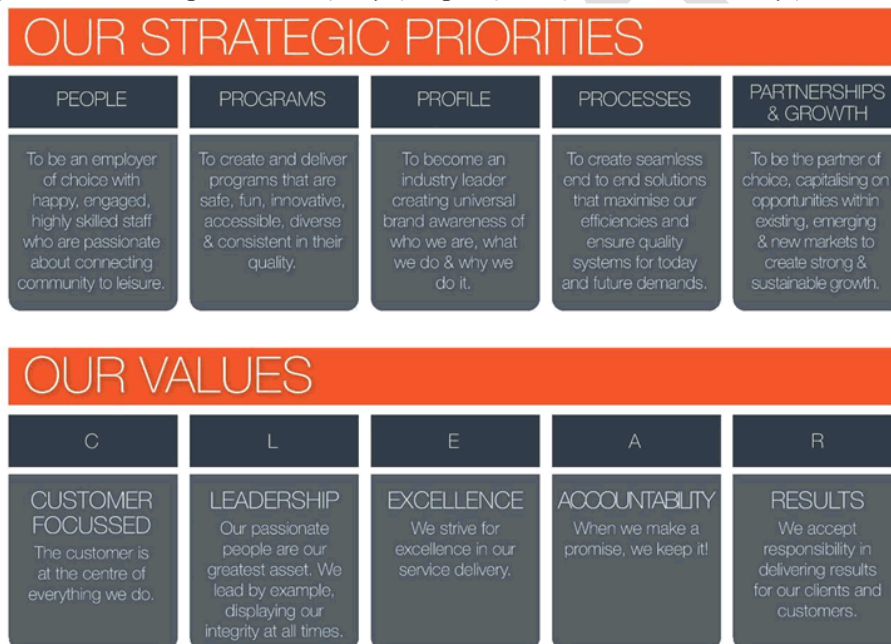 OUR STRATEGIC PRIORITIES
PEOPLE
To be an employer
of choice with
happy, engaged,
highly skilled staff
who are passionate
about connecting
community to leisure.
PROGRAMS
To create and deliver
programs that are
safe, fun, innovative,
accessible, diverse
& consistent in their
quality.
PROFILE
To become an
industry leader
creating universal
brand awareness of
who we are, what
we do & why we
do it.
PROCESSES
To create seamless
end to end solutions
that maximise our
efficiencies and
ensure quality
systems for today
and future demands.
PARTNERSHIPS
& GROWTH
To be the partner of
choice, capitalising on
opportunities within
existing, emerging
& new markets to
create strong &
sustainable growth.
OUR VALUES
C
CUSTOMER
FOCUSSED
The customer is
at the centre of
everything we do.
L
LEADERSHIP
Our passionate
people are our
greatest asset. We
lead by example,
displaying our
integrity at all times.
E
EXCELLENCE
We strive for
excellence in our
service delivery.
A
ACCOUNTABILITY
When we make a
promise, we keep it!
R
RESULTS
We accept
responsibility in
delivering results
for our clients and
customers.